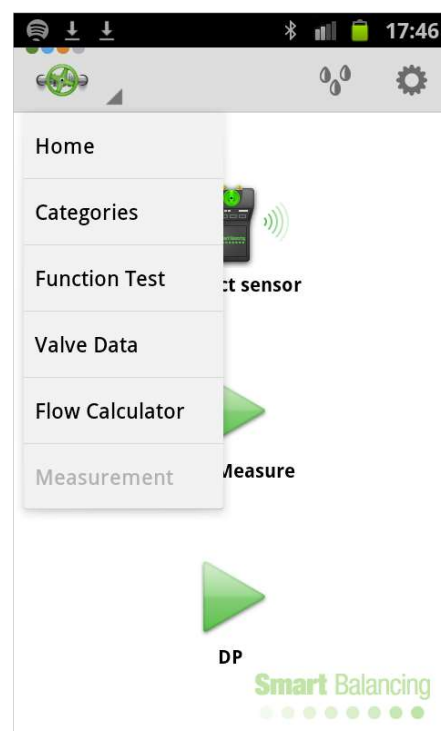 17:46
Home
Categories
Function Test
ct sensor
Valve Data
Flow Calculator
Measurement
Measure
DP
Smart Balancing